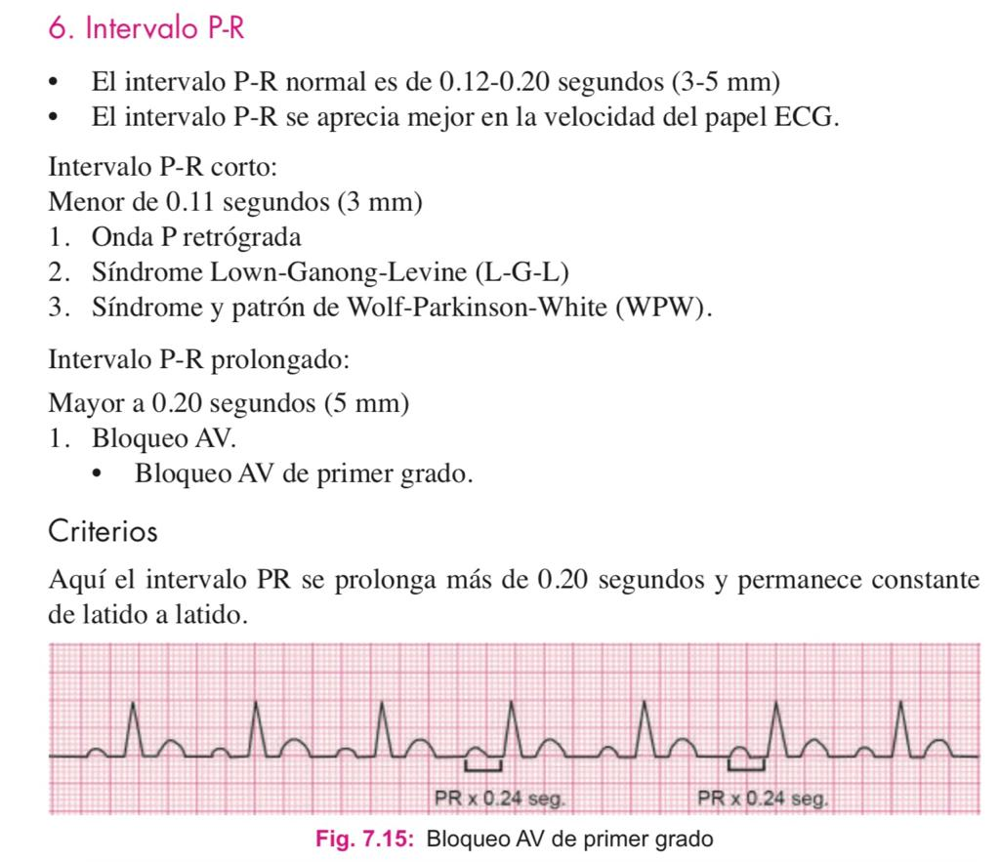 6. Intervalo P-R
• El intervalo P-R normal es de 0.12-0.20 segundos (3-5 mm)
• El intervalo P-R se aprecia mejor en la velocidad del papel ECG.
Intervalo P-R corto:
Menor de 0.11 segundos (3 mm)
1. Onda P retrógrada
2. Síndrome Lown-Ganong-Levine (L-G-L)
3. Síndrome y patrón de Wolf-Parkinson-White (WPW).
Intervalo P-R prolongado:
Mayor a 0.20 segundos (5 mm)
1. Bloqueo AV.
• Bloqueo AV de primer grado.
Criterios
Aquí el intervalo PR se prolonga más de 0.20 segundos y permanece constante
de latido a latido.
PR x 0.24 seg. PR x 0.24 seg.
Fig. 7.15: Bloqueo AV de primer grado